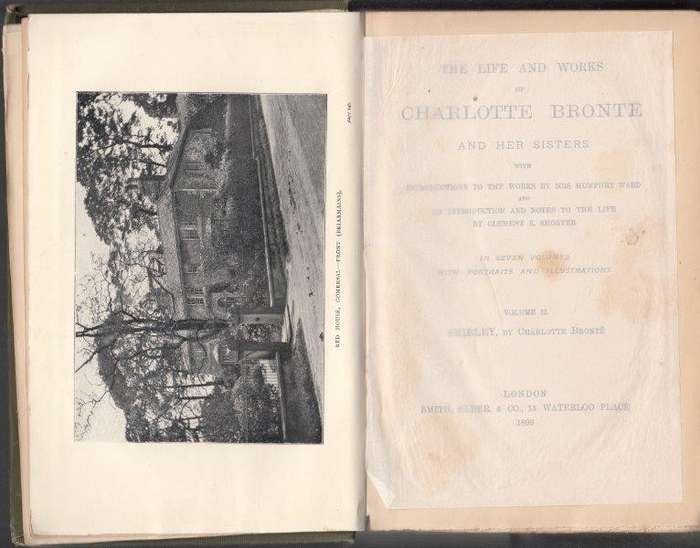 RED HOUSE, GOMERSAL—FRONT (BRIARMAINS).
THE LIFE AND WORKS
OF
CHARLOTTE BRONTË
AND HER SISTERS
WITH
INTRODUCTIONS TO THE WORKS BY MRS HUMPHRY WARD
AND
AN INTRODUCTION AND NOTES TO THE LIFE
BY CLEMENT K. SHORTER
IN SEVEN VOLUMES
WITH PORTRAITS AND ILLUSTRATIONS
VOLUME II.
SHIRLEY, BY CHARLOTTE BRONTË
LONDON
SMITH, ELDER, & CO., 15 WATERLOO PLACE
1899